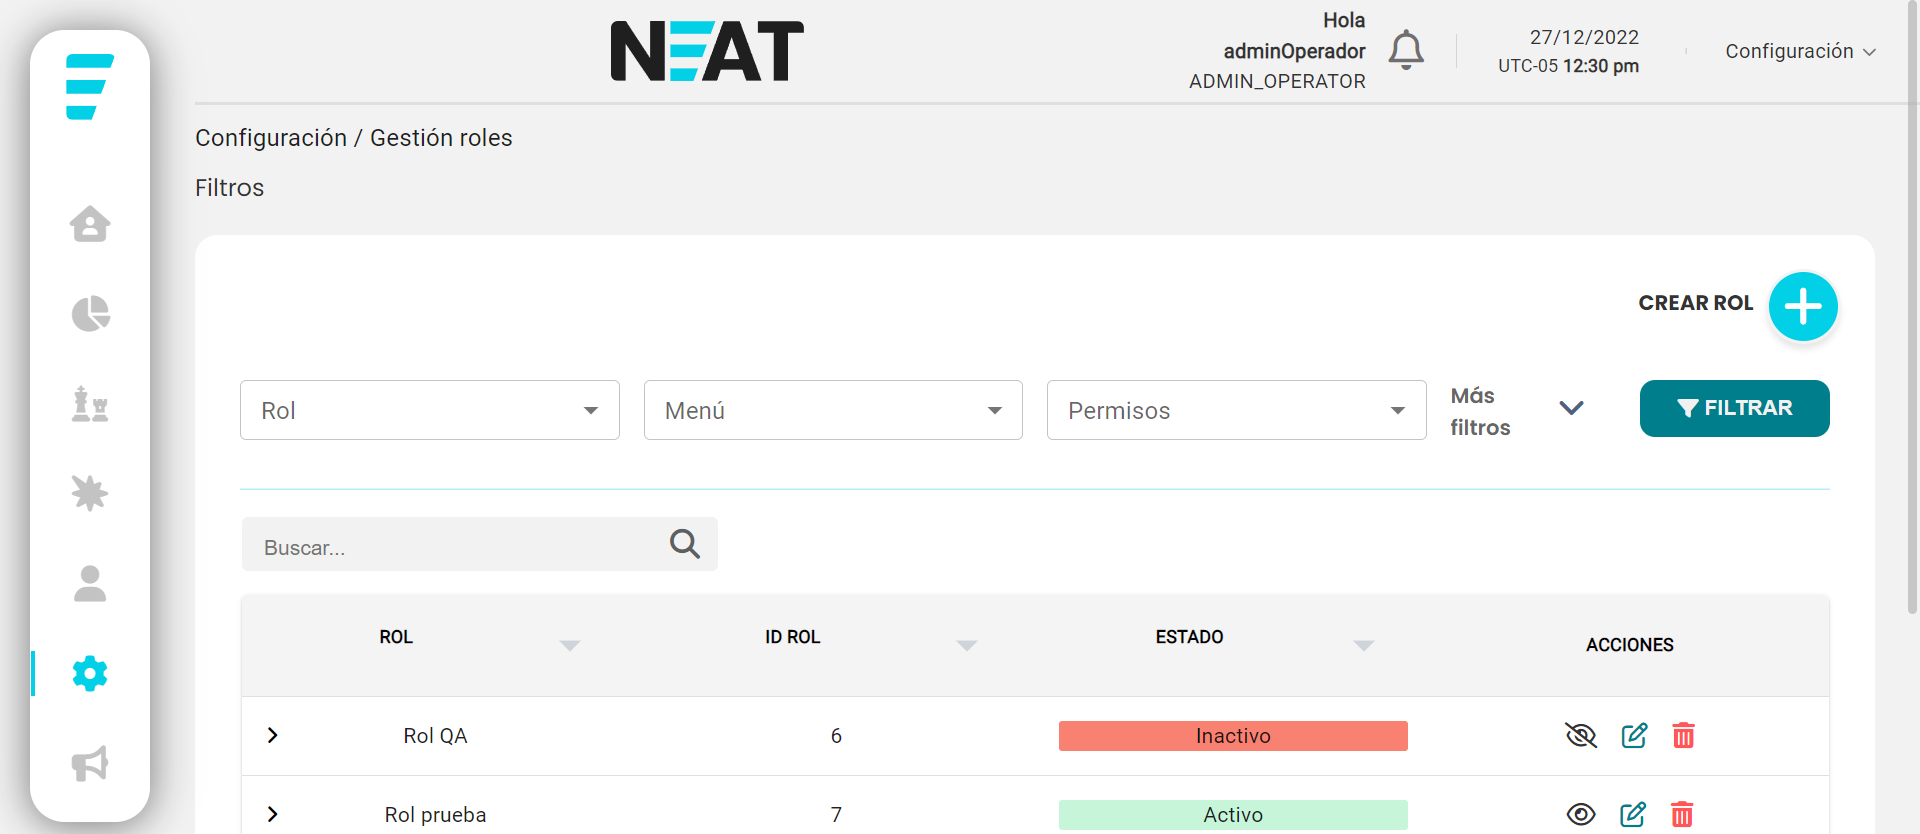 NEAT
Hola
adminOperador
ADMIN_OPERATOR
27/12/2022
UTC-05 12:30 pm
Configuración
Configuración / Gestión roles
Filtros
CREAR ROL
Rol
Menú
Permisos
Más
filtros
FILTRAR
Buscar...
ROL
ID ROL
ESTADO
ACCIONES
Rol QA
6
Inactivo
Rol prueba
7
Activo